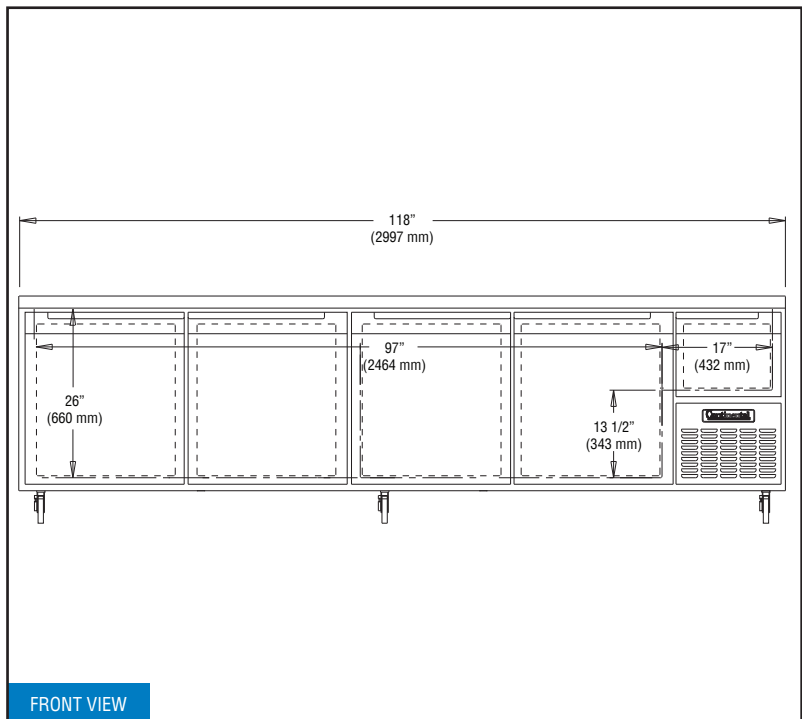 118”
(2997 mm)
97”
(2464 mm)
17”
(432 mm)
26”
(660 mm)
13 1/2”
(343 mm)
Continental
FRONT VIEW